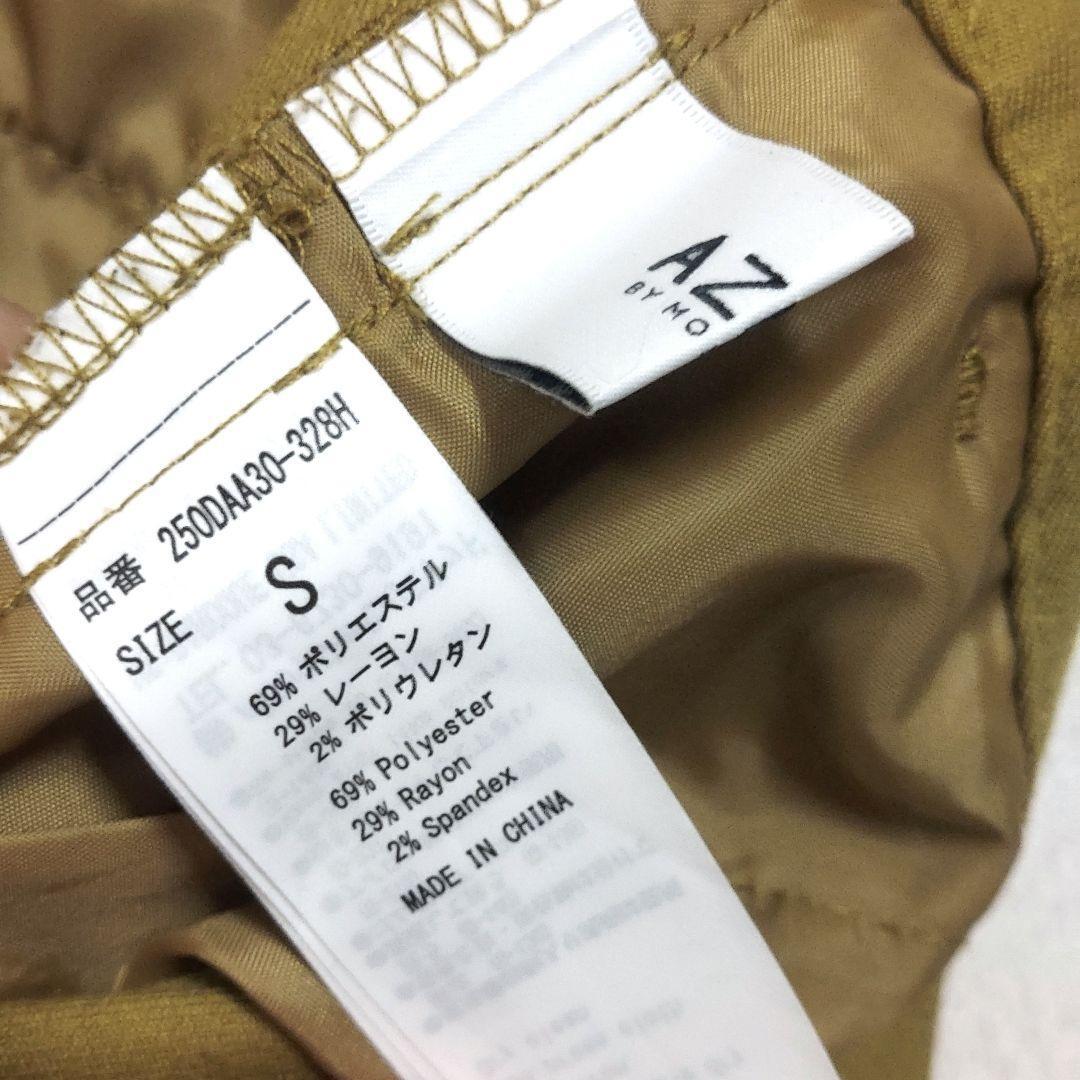 AZ
BY MO
品番 250DAA30-328H
SIZE S
69% ポリエステル
29% レーヨン
2% ポリウレタン
69% Polyester
29% Rayon
2% Spandex
MADE IN CHINA